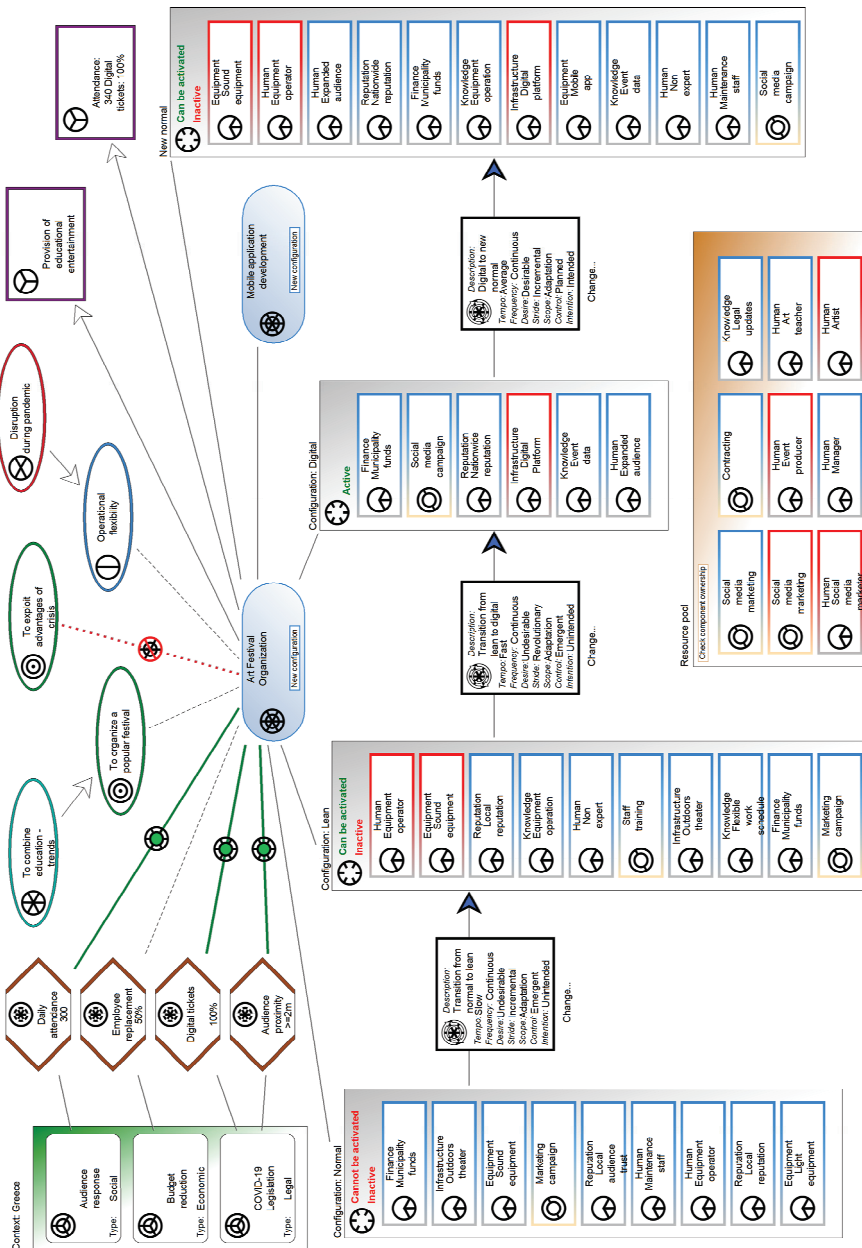 Context: Greece
Audience
response
Type: Social
Budget
reduction
Type: Economic
COVID-19
Legislation
Type: Legal
Daily
attendance
300
Employee
replacement
50%
Digital tickets
100%
Audience
proximity
>=2m
To combine
education -
trends
To organize a
popular festival
To expoit
advantages of
crisis
Operational
flexibility
Disruption
during pandemic
Provision of
educational
entertainment
Attendance:
340 Digital
tickets: 100%
Art Festival
Organization
New configuration
Mobile application
development
New configuration
Configuration: Normal
Cannot be activated
Inactive
Finance
Municipality
funds
Infrastructure
Outdoors
theater
Equipment
Sound
equipment
Marketing
campaign
Reputation
Local
audience
trust
Human
Maintenance
staff
Human
Equipment
operator
Reputation
Local
reputation
Equipment
Light
equipment
Description:
Transition from
normal to lean
Tempo:Slow
Frequency: Continuous
Desire:Undesirable
Stride: Incrementa
Scope:Adaptation
Control: Emergent
Intention: Unintended
Change...
Configuration: Lean
Can be activated
Inactive
Human
Equipment
operator
Equipment
Sound
equipment
Reputation
Local
reputation
Knowledge
Equipment
operation
Human
Non
expert
Staff
training
Infrastructure
Outdoors
theater
Knowledge
Flexible
work
schedule
Finance
Municipality
funds
Marketing
campaign
Description:
Transition from
lean to digital
Tempo:Fast
Frequency: Continuous
Desire:Undesirable
Stride: Revolutionary
Scope:Adaptation
Control: Emergent
Intention: Unintended
Change...
Configuration: Digital
Active
Finance
Municipality
funds
Social
media
campaign
Reputation
Nationwice
reputation
Infrastructure
Digital
Platform
Knowledge
Event
data
Human
Expanded
audience
Description:
Digital to new
normal
Tempo:Average
Frequency: Continuous
Desire:Desirable
Stride: Incremental
Scope:Adaptation
Control:Planned
Intention: Intended
Change...
New normal
Can be activated
Inactive
Equipment
Sound
equipment
Human
Equipment
operator
Human
Expanded
audience
Reputation
Nationwide
reputation
Finance
Municipality
funds
Knowledge
Equipment
operation
Infrastructure
Digital
platform
Equipment
Mobile
app
Knowledge
Event
data
Human
Non
expert
Human
Maintenance
staff
Social
media
campaign
Resource pool
Check component ownership
Social
media
marketing
Contracting
Knowledge
Legal
updates
Social
media
marketing
Human
Event
producer
Human
Art
teacher
Human
Social
media
marketer
Human
Manager
Human
Artist